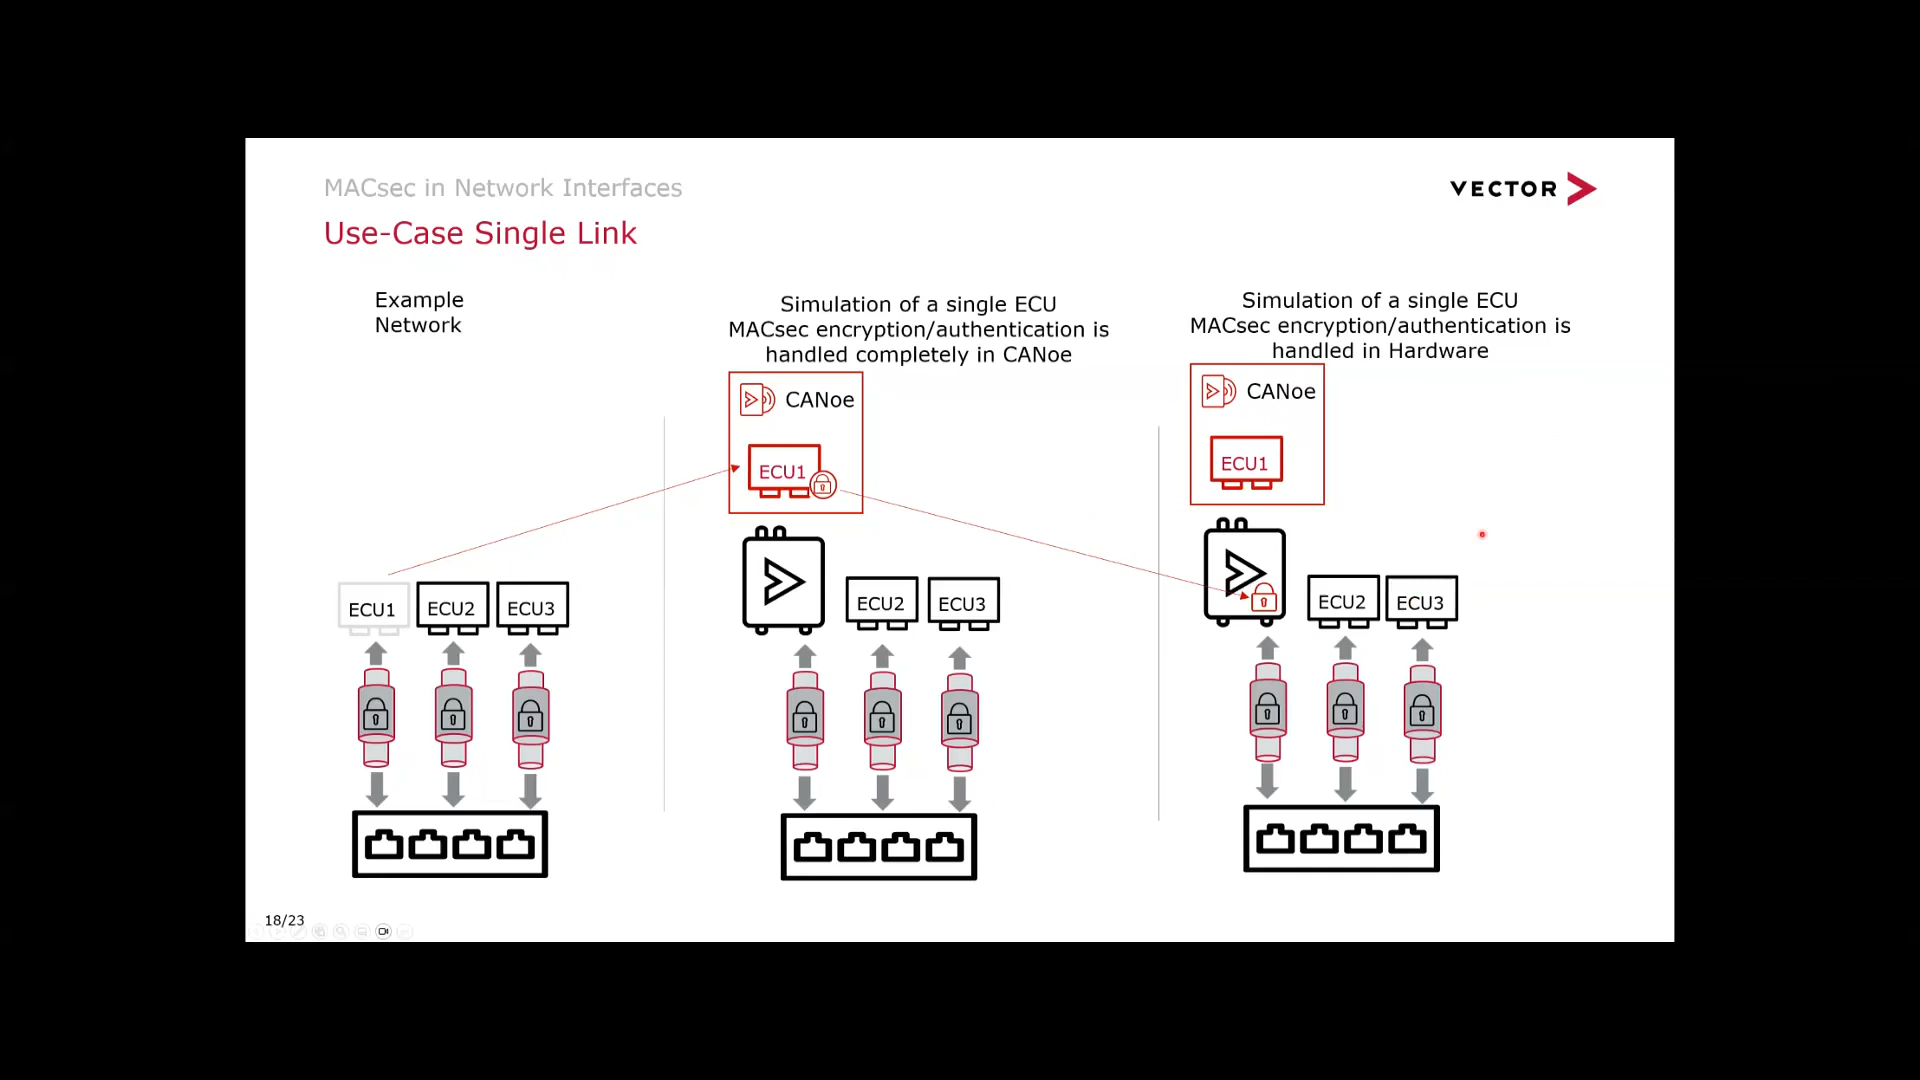 MACsec in Network Interfaces
VECTOR
Use-Case Single Link
Example
Network
Simulation of a single ECU
MACsec encryption/authentication is
handled completely in CANoe
Simulation of a single ECU
MACsec encryption/authentication is
handled in Hardware
CANoe
ECU1
CANoe
ECU1
ECU1
ECU2
ECU3
ECU2
ECU3
ECU2
ECU3
18/23